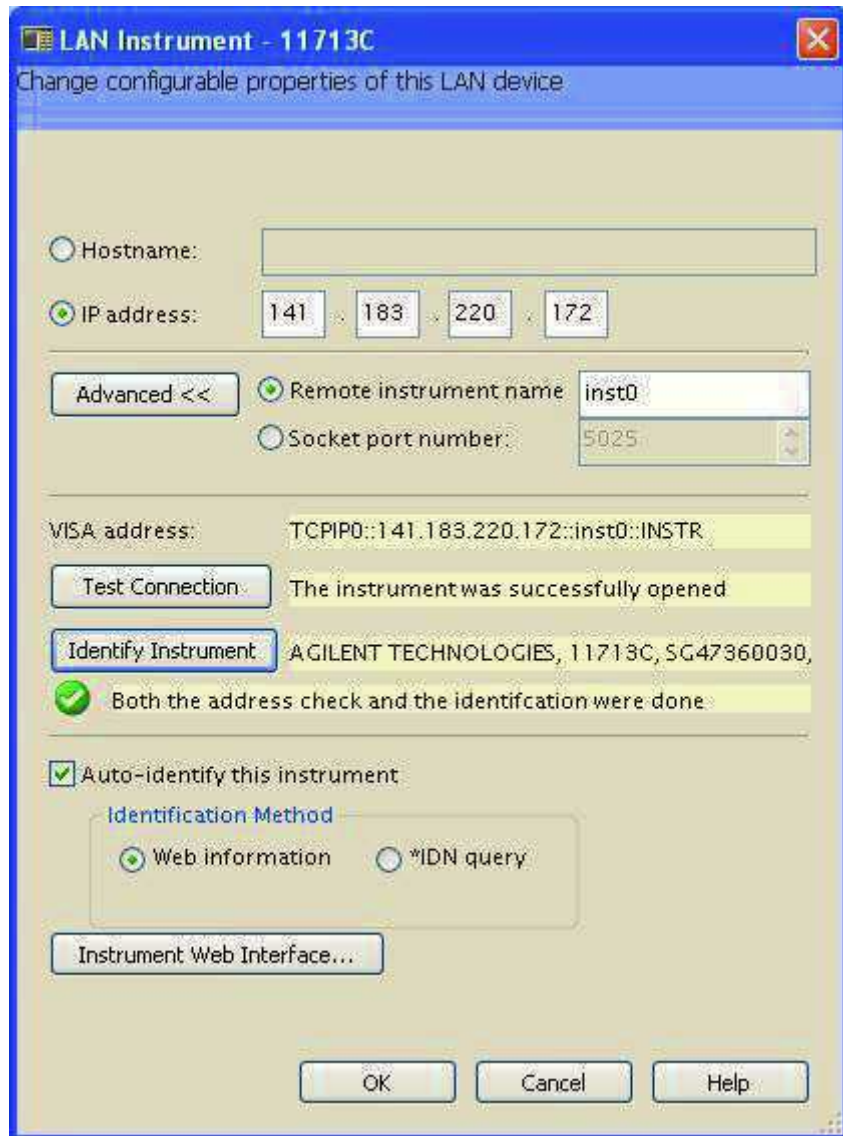 LAN Instrument - 11713C
Change configurable properties of this LAN device
Hostname:
IP address: 141 . 183 . 220 . 172
Advanced << Remote instrument name inst0
Socket port number: 5025
VISA address: TCPIP0::141.183.220.172::inst0::INSTR
Test Connection The instrument was successfully opened
Identify Instrument AGILENT TECHNOLOGIES, 11713C, SG47360030,
Both the address check and the identifcation were done
Auto-identify this instrument
Identification Method
Web information *IDN query
Instrument Web Interface...
OK Cancel Help